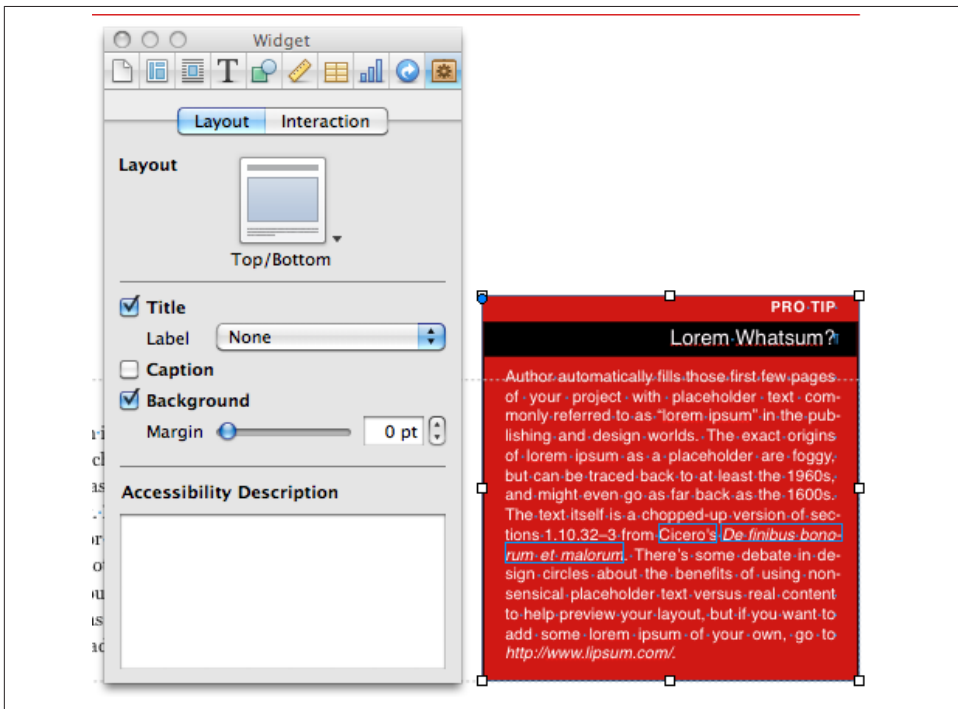 Widget
T
Layout Interaction
Layout
Top/Bottom
Title
Label None
Caption
Background
Margin 0 pt
Accessibility Description
PRO TIP
Lorem Whatsum?
Author automatically fills those first few pages
of your project with placeholder text com-
monly referred to as “lorem ipsum” in the pub-
lishing and design worlds. The exact origins
of lorem ipsum as a placeholder are foggy,
but can be traced back to at least the 1960s,
and might even go as far back as the 1600s.
The text itself is a chopped-up version of sec-
tions 1.10.32–3 from Cicero's De finibus bono-
rum et malorum. There's some debate in de-
sign circles about the benefits of using non-
sensical placeholder text versus real content
to help preview your layout, but if you want to
add some lorem ipsum of your own, go to
http://www.lipsum.com/.